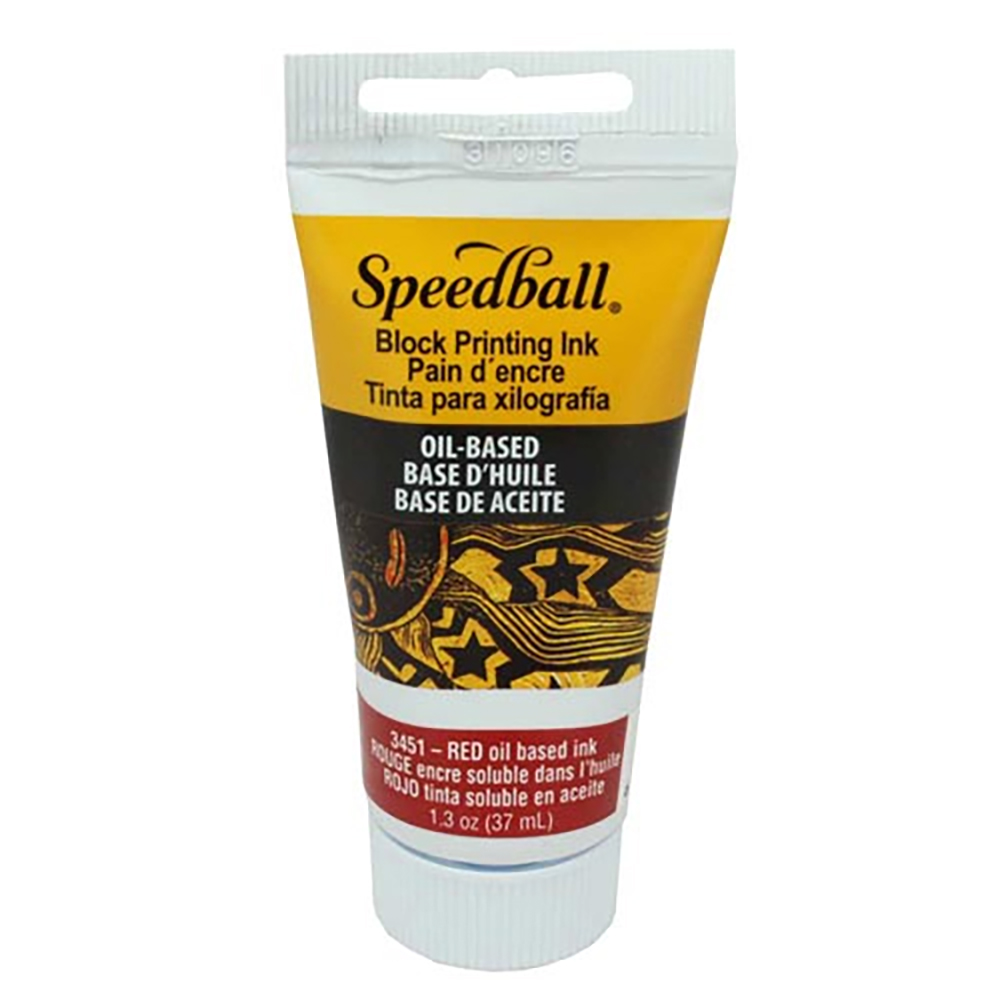 31096
Speedball®
Block Printing Ink
Pain d'encre
Tinta para xilografía
OIL-BASED
BASE D'HUILE
BASE DE ACEITE
3451 – RED oil based ink
ROUGE encre soluble dans l'huile
ROJO tinta soluble en aceite
1.3 oz (37 mL)